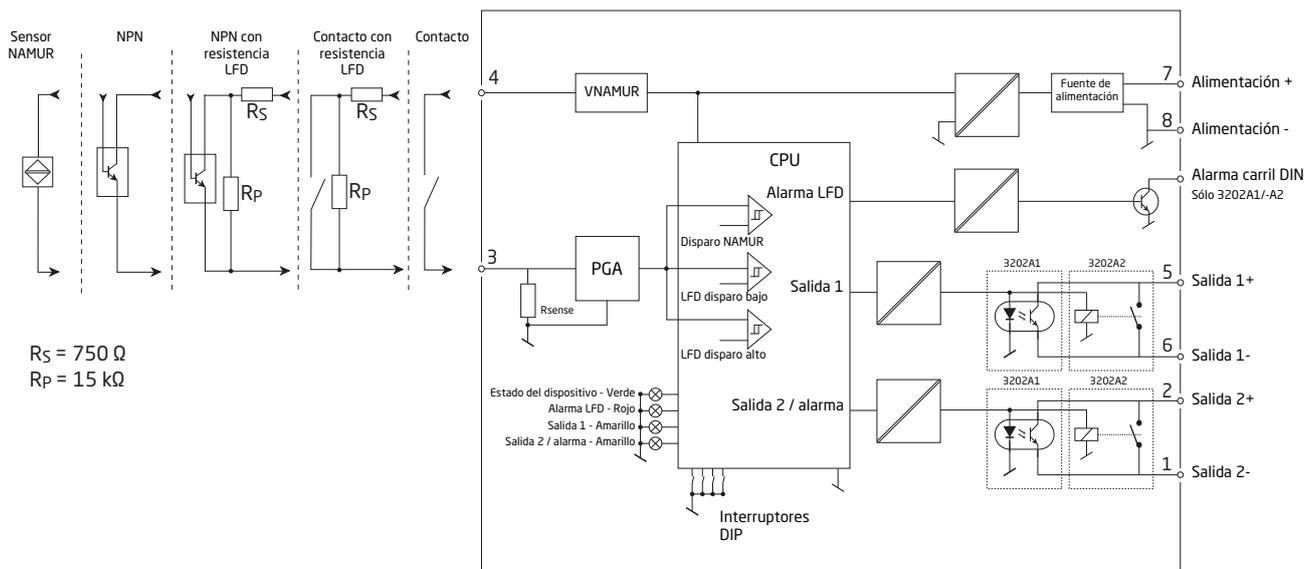 Sensor
NAMUR
NPN
NPN con
resistencia
LFD
Contacto con
resistencia
LFD
Contacto
RS
RP
RS
RP
RS = 750 Ω
RP = 15 kΩ
4
VNAMUR
3
PGA
Rsense
CPU
Alarma LFD
Disparo NAMUR
LFD disparo bajo
Salida 1
LFD disparo alto
Salida 2 / alarma
Estado del dispositivo - Verde
Alarma LFD - Rojo
Salida 1 - Amarillo
Salida 2 / alarma - Amarillo
Interruptores
DIP
Fuente de
alimentación
7
Alimentación +
8
Alimentación -
Alarma carril DIN
Sólo 3202A1/-A2
3202A1
3202A2
5
Salida 1+
6
Salida 1-
3202A1
3202A2
2
Salida 2+
1
Salida 2-